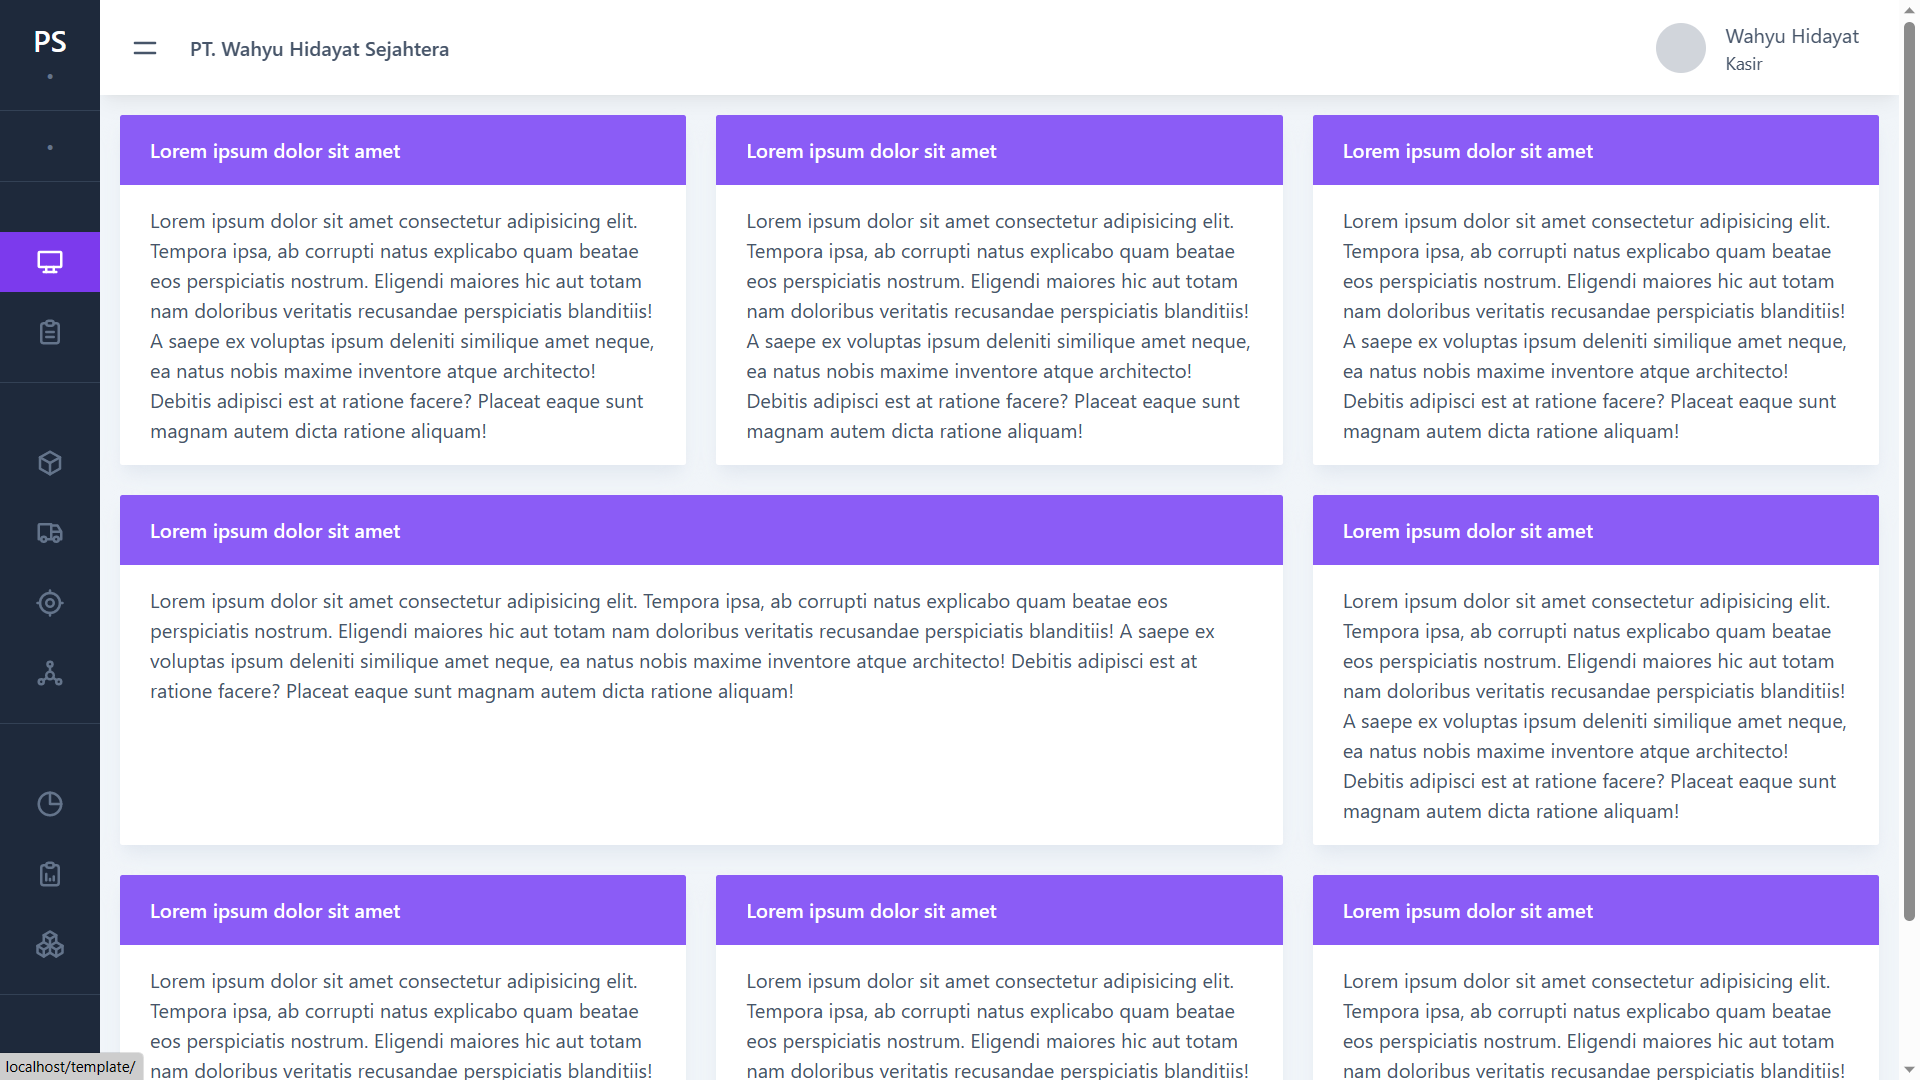 PS
PT. Wahyu Hidayat Sejahtera
Wahyu Hidayat
Kasir
Lorem ipsum dolor sit amet
Lorem ipsum dolor sit amet consectetur adipisicing elit.
Tempora ipsa, ab corrupti natus explicabo quam beatae
eos perspiciatis nostrum. Eligendi maiores hic aut totam
nam doloribus veritatis recusandae perspiciatis blanditiis!
A saepe ex voluptas ipsum deleniti similique amet neque,
ea natus nobis maxime inventore atque architecto!
Debitis adipisci est at ratione facere? Placeat eaque sunt
magnam autem dicta ratione aliquam!
Lorem ipsum dolor sit amet
Lorem ipsum dolor sit amet consectetur adipisicing elit.
Tempora ipsa, ab corrupti natus explicabo quam beatae
eos perspiciatis nostrum. Eligendi maiores hic aut totam
nam doloribus veritatis recusandae perspiciatis blanditiis!
A saepe ex voluptas ipsum deleniti similique amet neque,
ea natus nobis maxime inventore atque architecto!
Debitis adipisci est at ratione facere? Placeat eaque sunt
magnam autem dicta ratione aliquam!
Lorem ipsum dolor sit amet
Lorem ipsum dolor sit amet consectetur adipisicing elit.
Tempora ipsa, ab corrupti natus explicabo quam beatae
eos perspiciatis nostrum. Eligendi maiores hic aut totam
nam doloribus veritatis recusandae perspiciatis blanditiis!
A saepe ex voluptas ipsum deleniti similique amet neque,
ea natus nobis maxime inventore atque architecto!
Debitis adipisci est at ratione facere? Placeat eaque sunt
magnam autem dicta ratione aliquam!
Lorem ipsum dolor sit amet
Lorem ipsum dolor sit amet consectetur adipisicing elit. Tempora ipsa, ab corrupti natus explicabo quam beatae eos
perspiciatis nostrum. Eligendi maiores hic aut totam nam doloribus veritatis recusandae perspiciatis blanditiis! A saepe ex
voluptas ipsum deleniti similique amet neque, ea natus nobis maxime inventore atque architecto! Debitis adipisci est at
ratione facere? Placeat eaque sunt magnam autem dicta ratione aliquam!
Lorem ipsum dolor sit amet
Lorem ipsum dolor sit amet consectetur adipisicing elit.
Tempora ipsa, ab corrupti natus explicabo quam beatae
eos perspiciatis nostrum. Eligendi maiores hic aut totam
nam doloribus veritatis recusandae perspiciatis blanditiis!
A saepe ex voluptas ipsum deleniti similique amet neque,
ea natus nobis maxime inventore atque architecto!
Debitis adipisci est at ratione facere? Placeat eaque sunt
magnam autem dicta ratione aliquam!
Lorem ipsum dolor sit amet
Lorem ipsum dolor sit amet consectetur adipisicing elit.
Tempora ipsa, ab corrupti natus explicabo quam beatae
eos perspiciatis nostrum. Eligendi maiores hic aut totam
nam doloribus veritatis recusandae perspiciatis blanditiis!
Lorem ipsum dolor sit amet
Lorem ipsum dolor sit amet consectetur adipisicing elit.
Tempora ipsa, ab corrupti natus explicabo quam beatae
eos perspiciatis nostrum. Eligendi maiores hic aut totam
nam doloribus veritatis recusandae perspiciatis blanditiis!
Lorem ipsum dolor sit amet
Lorem ipsum dolor sit amet consectetur adipisicing elit.
Tempora ipsa, ab corrupti natus explicabo quam beatae
eos perspiciatis nostrum. Eligendi maiores hic aut totam
nam doloribus veritatis recusandae perspiciatis blanditiis!
localhost/template/